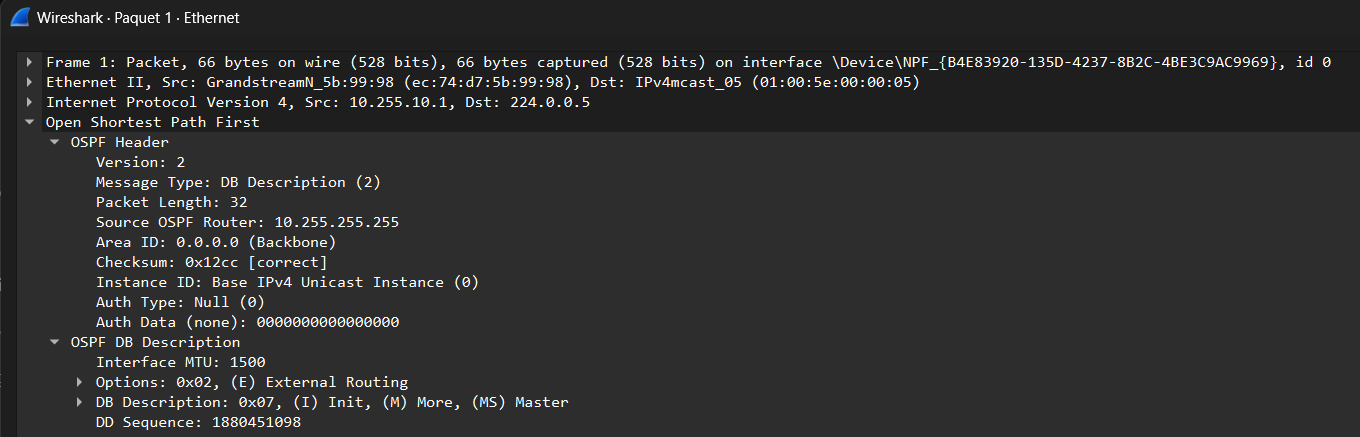 Wireshark · Paquet 1 · Ethernet
Frame 1: Packet, 66 bytes on wire (528 bits), 66 bytes captured (528 bits) on interface \Device\NPF_{B4E83920-135D-4237-8B2C-4BE3C9AC9969}, id 0
Ethernet II, Src: GrandstreamN_5b:99:98 (ec:74:d7:5b:99:98), Dst: IPv4mcast_05 (01:00:5e:00:00:05)
Internet Protocol Version 4, Src: 10.255.10.1, Dst: 224.0.0.5
Open Shortest Path First
OSPF Header
Version: 2
Message Type: DB Description (2)
Packet Length: 32
Source OSPF Router: 10.255.255.255
Area ID: 0.0.0.0 (Backbone)
Checksum: 0x12cc [correct]
Instance ID: Base IPv4 Unicast Instance (0)
Auth Type: Null (0)
Auth Data (none): 0000000000000000
OSPF DB Description
Interface MTU: 1500
Options: 0x02, (E) External Routing
DB Description: 0x07, (I) Init, (M) More, (MS) Master
DD Sequence: 1880451098